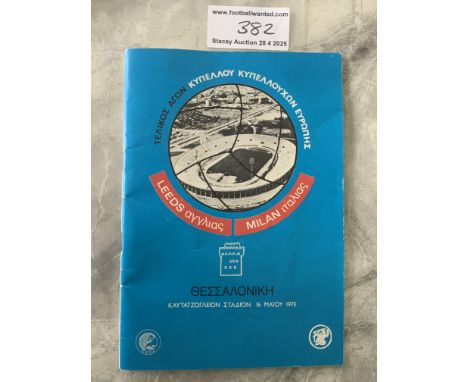 www.footballwanted.com
382
Stacey Auction 28 4 2025
ΤΕΛΙΚΟΣ ΑΓΩΝ ΚΥΠΕΛΛΟΥ ΚΥΠΕΛΛΟΥΧΩΝ ΕΥΡΩΠΗΣ
LEEDS αγγλιας
MILAN ιταλιας
ΘΕΣΣΑΛΟΝΙΚΗ
ΚΑΥΤΑΤΖΟΓΛΕΙΟΝ ΣΤΑΔΙΟΝ 16 ΜΑΪΟΥ 1973